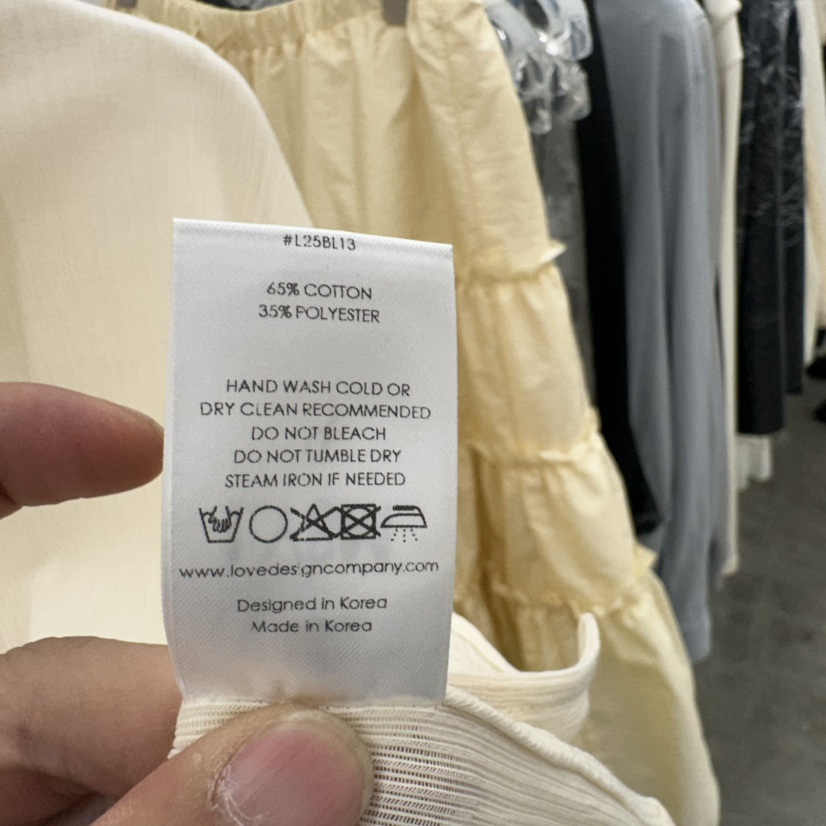 #L25BL13
65% COTTON
35% POLYESTER
HAND WASH COLD OR
DRY CLEAN RECOMMENDED
DO NOT BLEACH
DO NOT TUMBLE DRY
STEAM IRON IF NEEDED
www.lovedesigncompany.com
Designed in Korea
Made in Korea